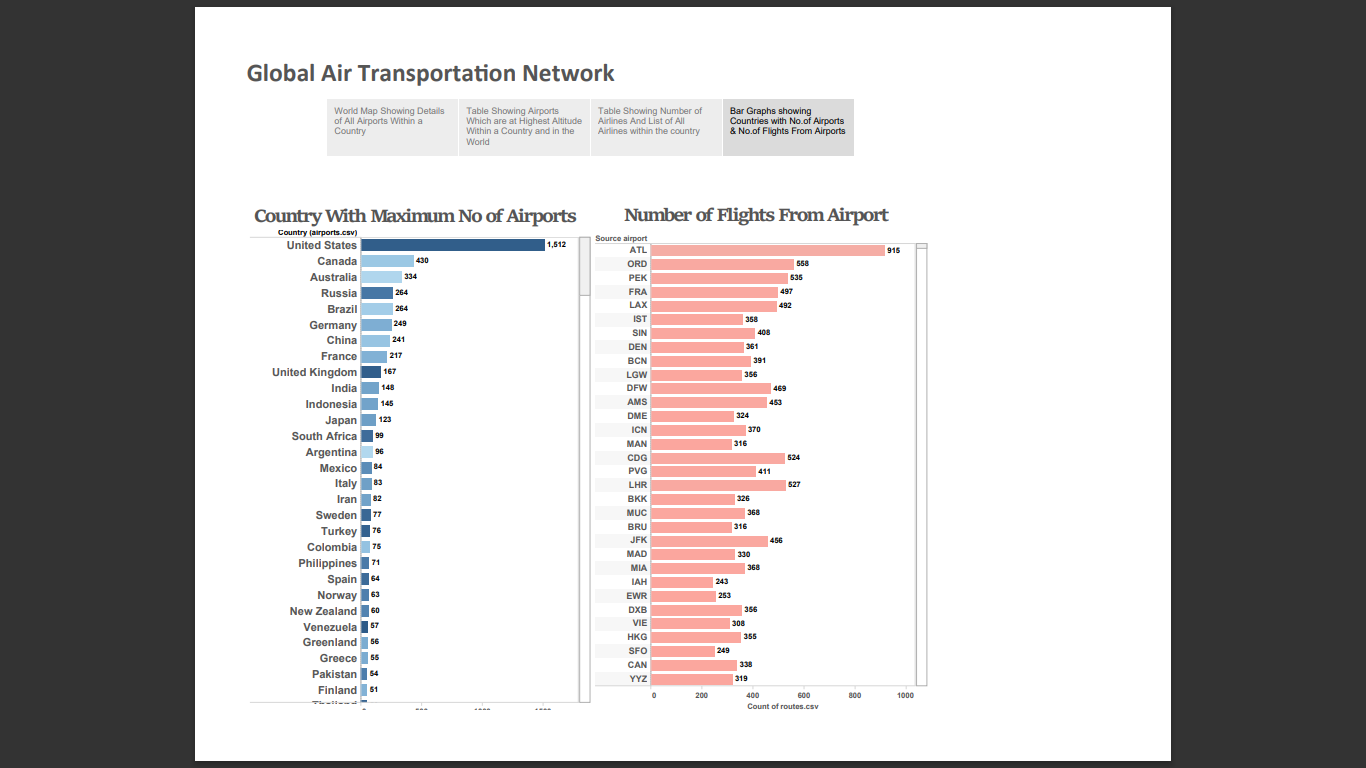 Global Air Transportation Network
World Map Showing Details
of All Airports Within a
Country
Table Showing Airports
Which are at Highest Altitude
Within a Country and in the
World
Table Showing Number of
Airlines And List of All
Airlines within the country
Bar Graphs showing
Countries with No.of Airports
& No.of Flights From Airports
Country With Maximum No of Airports
Country (airports.csv)
United States 1,512
Canada 430
Australia 334
Russia 264
Brazil 264
Germany 249
China 241
France 217
United Kingdom 167
India 148
Indonesia 145
Japan 123
South Africa 99
Argentina 96
Mexico 84
Italy 83
Iran 82
Sweden 77
Turkey 76
Colombia 75
Philippines 71
Spain 64
Norway 63
New Zealand 60
Venezuela 57
Greenland 56
Greece 55
Pakistan 54
Finland 51
Number of Flights From Airport
Source airport
ATL 915
ORD 558
PEK 535
FRA 497
LAX 492
IST 358
SIN 408
DEN 361
BCN 391
LGW 356
DFW 469
AMS 453
DME 324
ICN 370
MAN 316
CDG 524
PVG 411
LHR 527
BKK 326
MUC 368
BRU 316
JFK 456
MAD 330
MIA 368
IAH 243
EWR 253
DXB 356
VIE 308
HKG 355
SFO 249
CAN 338
YYZ 319
0 200 400 600 800 1000
Count of routes.csv